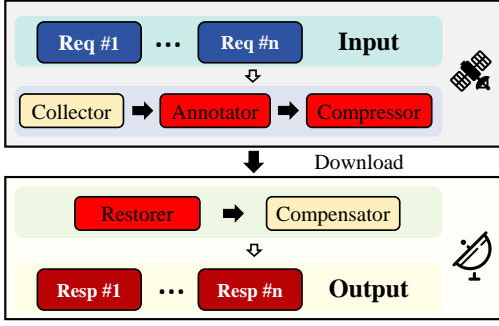 Req #1 ... Req #n Input
Collector Annotator Compressor
Download
Restorer Compensator
Resp #1 ... Resp #n Output